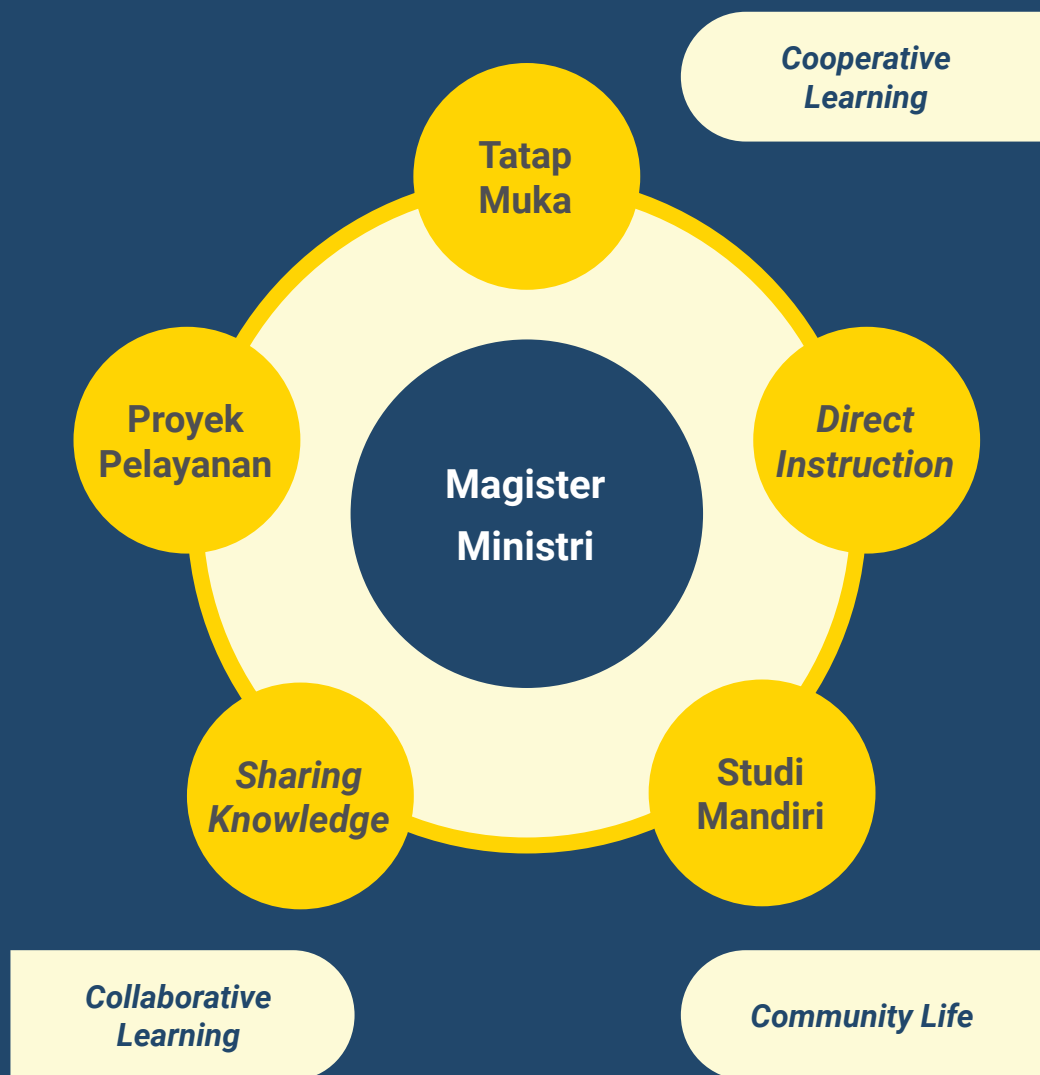 Cooperative
Learning
Tatap
Muka
Proyek
Pelayanan
Direct
Instruction
Magister
Ministri
Sharing
Knowledge
Studi
Mandiri
Collaborative
Learning
Community Life